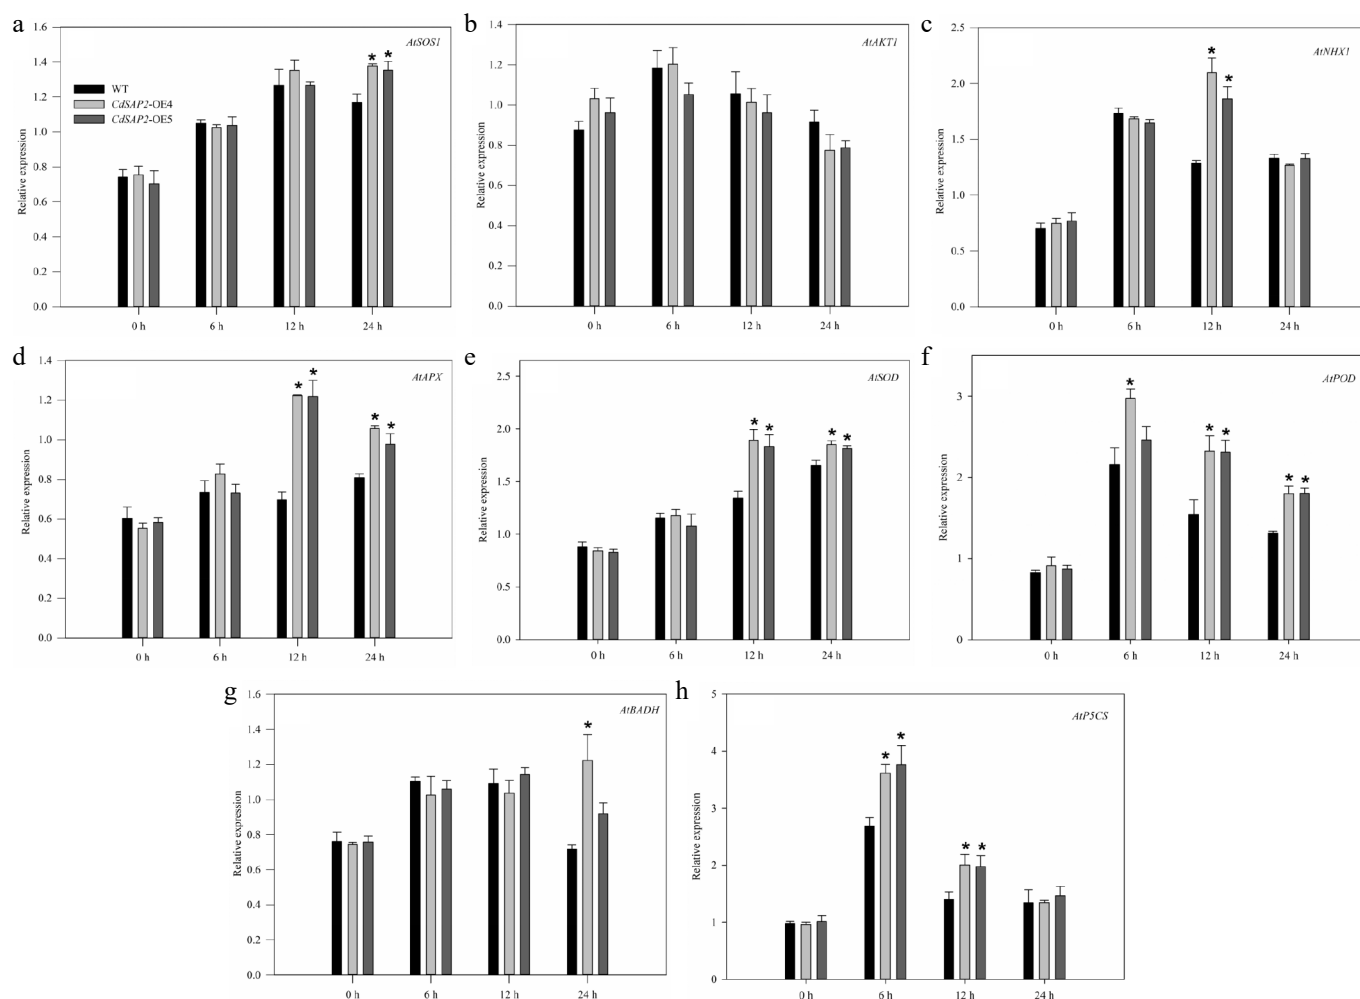 a
1.6
AtSOS1
1.4
WT
CdSAP2-OE4
CdSAP2-OE5
1.2
1.0
0.8
0.6
0.4
0.2
0.0
Relative expression
* *
0 h 6 h 12 h 24 h
b
1.4
AtAKT1
1.2
1.0
0.8
0.6
0.4
0.2
0.0
Relative expression
0 h 6 h 12 h 24 h
c
2.5
AtNHX1
2.0
1.5
1.0
0.5
0.0
Relative expression
* *
0 h 6 h 12 h 24 h
d
1.4
AtAPX
1.2
1.0
0.8
0.6
0.4
0.2
0.0
Relative expression
* * * *
0 h 6 h 12 h 24 h
e
2.5
AtSOD
2.0
1.5
1.0
0.5
0.0
Relative expression
* * * *
0 h 6 h 12 h 24 h
f
3
AtPOD
2
1
0
Relative expression
* * * * *
0 h 6 h 12 h 24 h
g
1.6
AtBADH
1.4
1.2
1.0
0.8
0.6
0.4
0.2
0.0
Relative expression
*
0 h 6 h 12 h 24 h
h
5
AtP5CS
4
3
2
1
0
Relative expression
* * * *
0 h 6 h 12 h 24 h